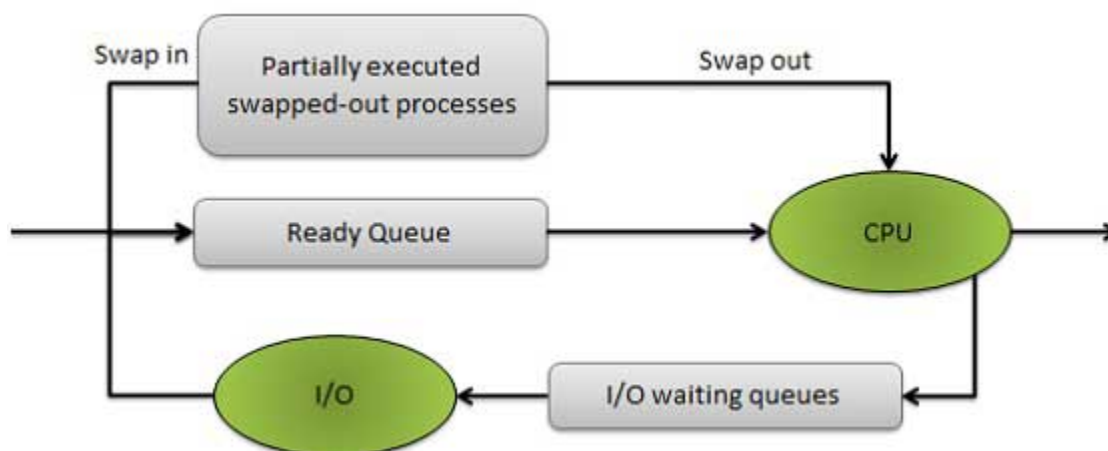 Swap in
Partially executed
swapped-out processes
Swap out
Ready Queue
CPU
I/O
I/O waiting queues